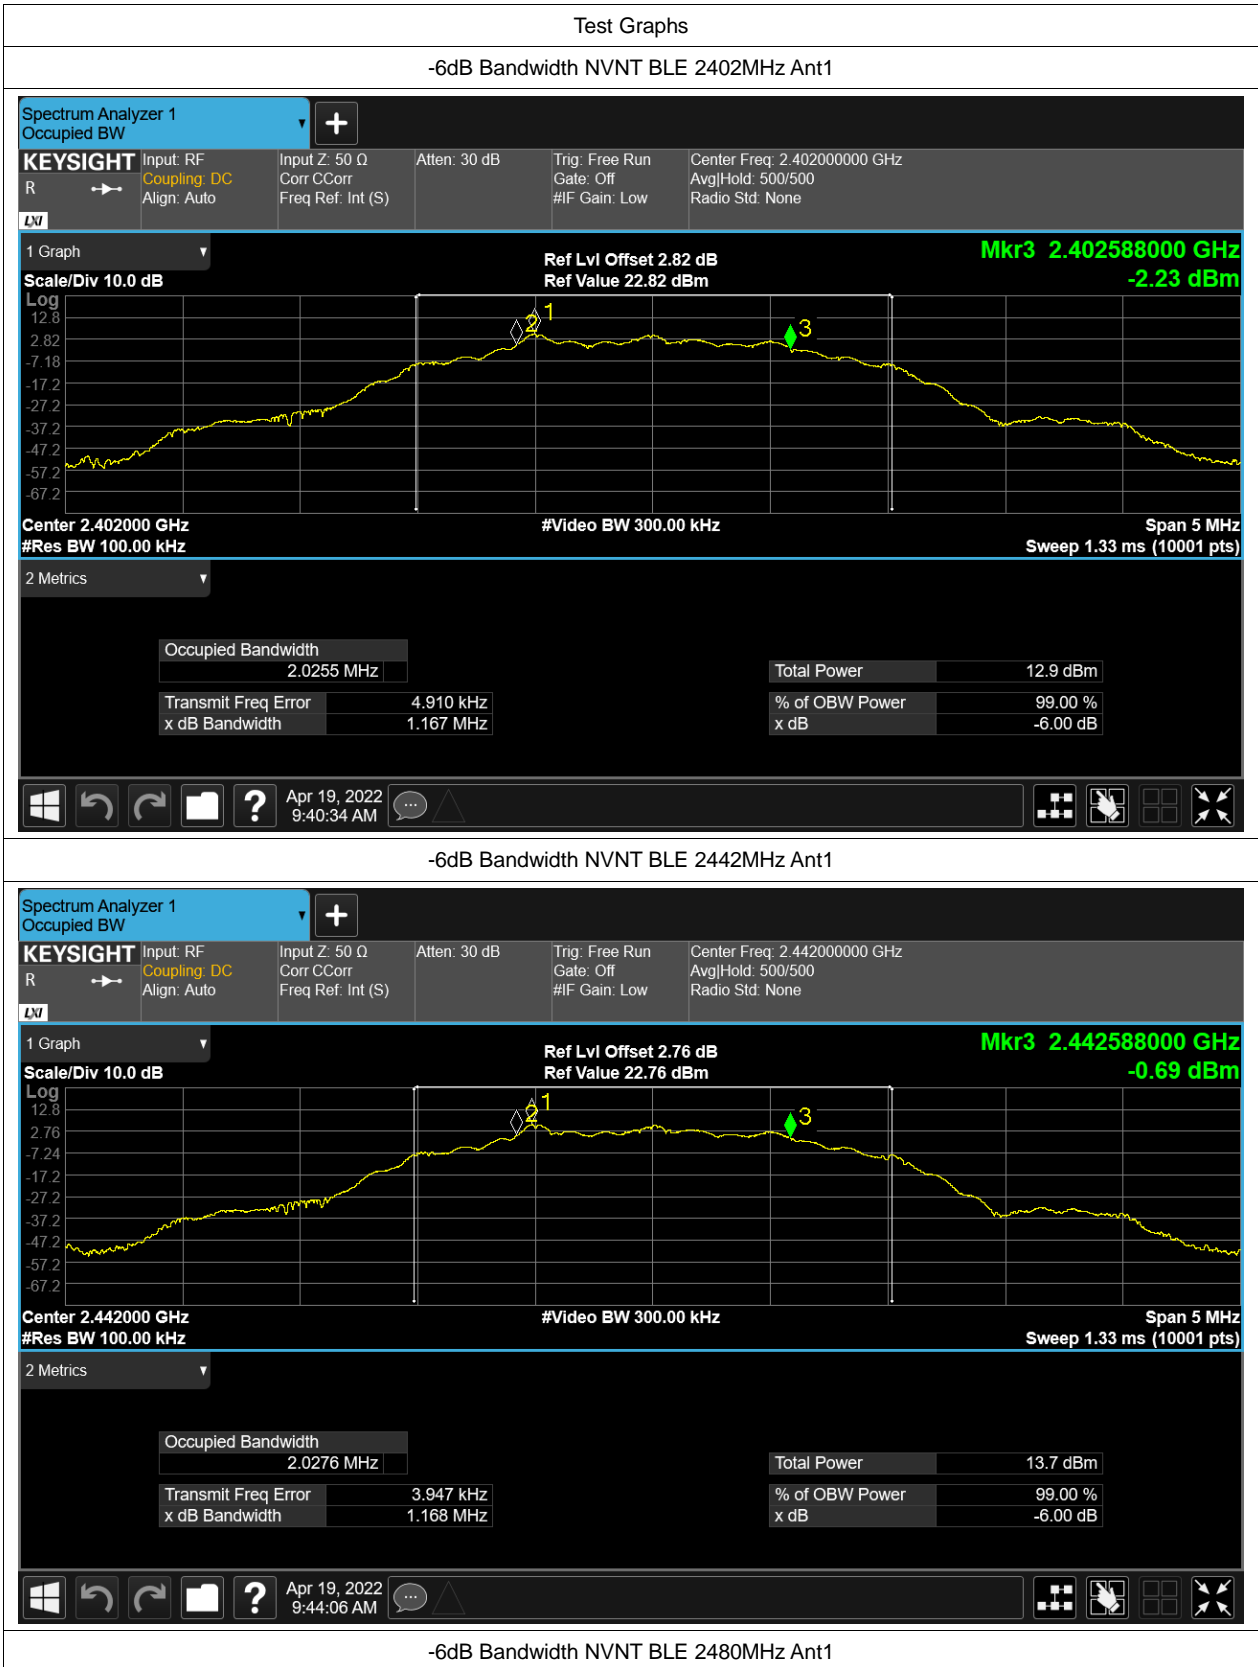 Test Graphs
-6dB Bandwidth NVNT BLE 2402MHz Ant1
Spectrum Analyzer 1
Occupied BW
KEYSIGHT Input: RF Input Z: 50 Ω Atten: 30 dB Trig: Free Run Center Freq: 2.402000000 GHz
R Coupling: DC Corr CCorr Gate: Off Avg|Hold: 500/500
Align: Auto Freq Ref: Int (S) #IF Gain: Low Radio Std: None
LXI
1 Graph Ref Lvl Offset 2.82 dB Mkr3 2.402588000 GHz
Scale/Div 10.0 dB Ref Value 22.82 dBm -2.23 dBm
Log
12.8
2.82
-7.18
-17.2
-27.2
-37.2
-47.2
-57.2
-67.2
2 1 3
Center 2.402000 GHz #Video BW 300.00 kHz Span 5 MHz
#Res BW 100.00 kHz Sweep 1.33 ms (10001 pts)
2 Metrics
Occupied Bandwidth
2.0255 MHz Total Power 12.9 dBm
Transmit Freq Error 4.910 kHz % of OBW Power 99.00 %
x dB Bandwidth 1.167 MHz x dB -6.00 dB
? Apr 19, 2022
9:40:34 AM
-6dB Bandwidth NVNT BLE 2442MHz Ant1
Spectrum Analyzer 1
Occupied BW
KEYSIGHT Input: RF Input Z: 50 Ω Atten: 30 dB Trig: Free Run Center Freq: 2.442000000 GHz
R Coupling: DC Corr CCorr Gate: Off Avg|Hold: 500/500
Align: Auto Freq Ref: Int (S) #IF Gain: Low Radio Std: None
LXI
1 Graph Ref Lvl Offset 2.76 dB Mkr3 2.442588000 GHz
Scale/Div 10.0 dB Ref Value 22.76 dBm -0.69 dBm
Log
12.8
2.76
-7.24
-17.2
-27.2
-37.2
-47.2
-57.2
-67.2
2 1 3
Center 2.442000 GHz #Video BW 300.00 kHz Span 5 MHz
#Res BW 100.00 kHz Sweep 1.33 ms (10001 pts)
2 Metrics
Occupied Bandwidth
2.0276 MHz Total Power 13.7 dBm
Transmit Freq Error 3.947 kHz % of OBW Power 99.00 %
x dB Bandwidth 1.168 MHz x dB -6.00 dB
? Apr 19, 2022
9:44:06 AM
-6dB Bandwidth NVNT BLE 2480MHz Ant1